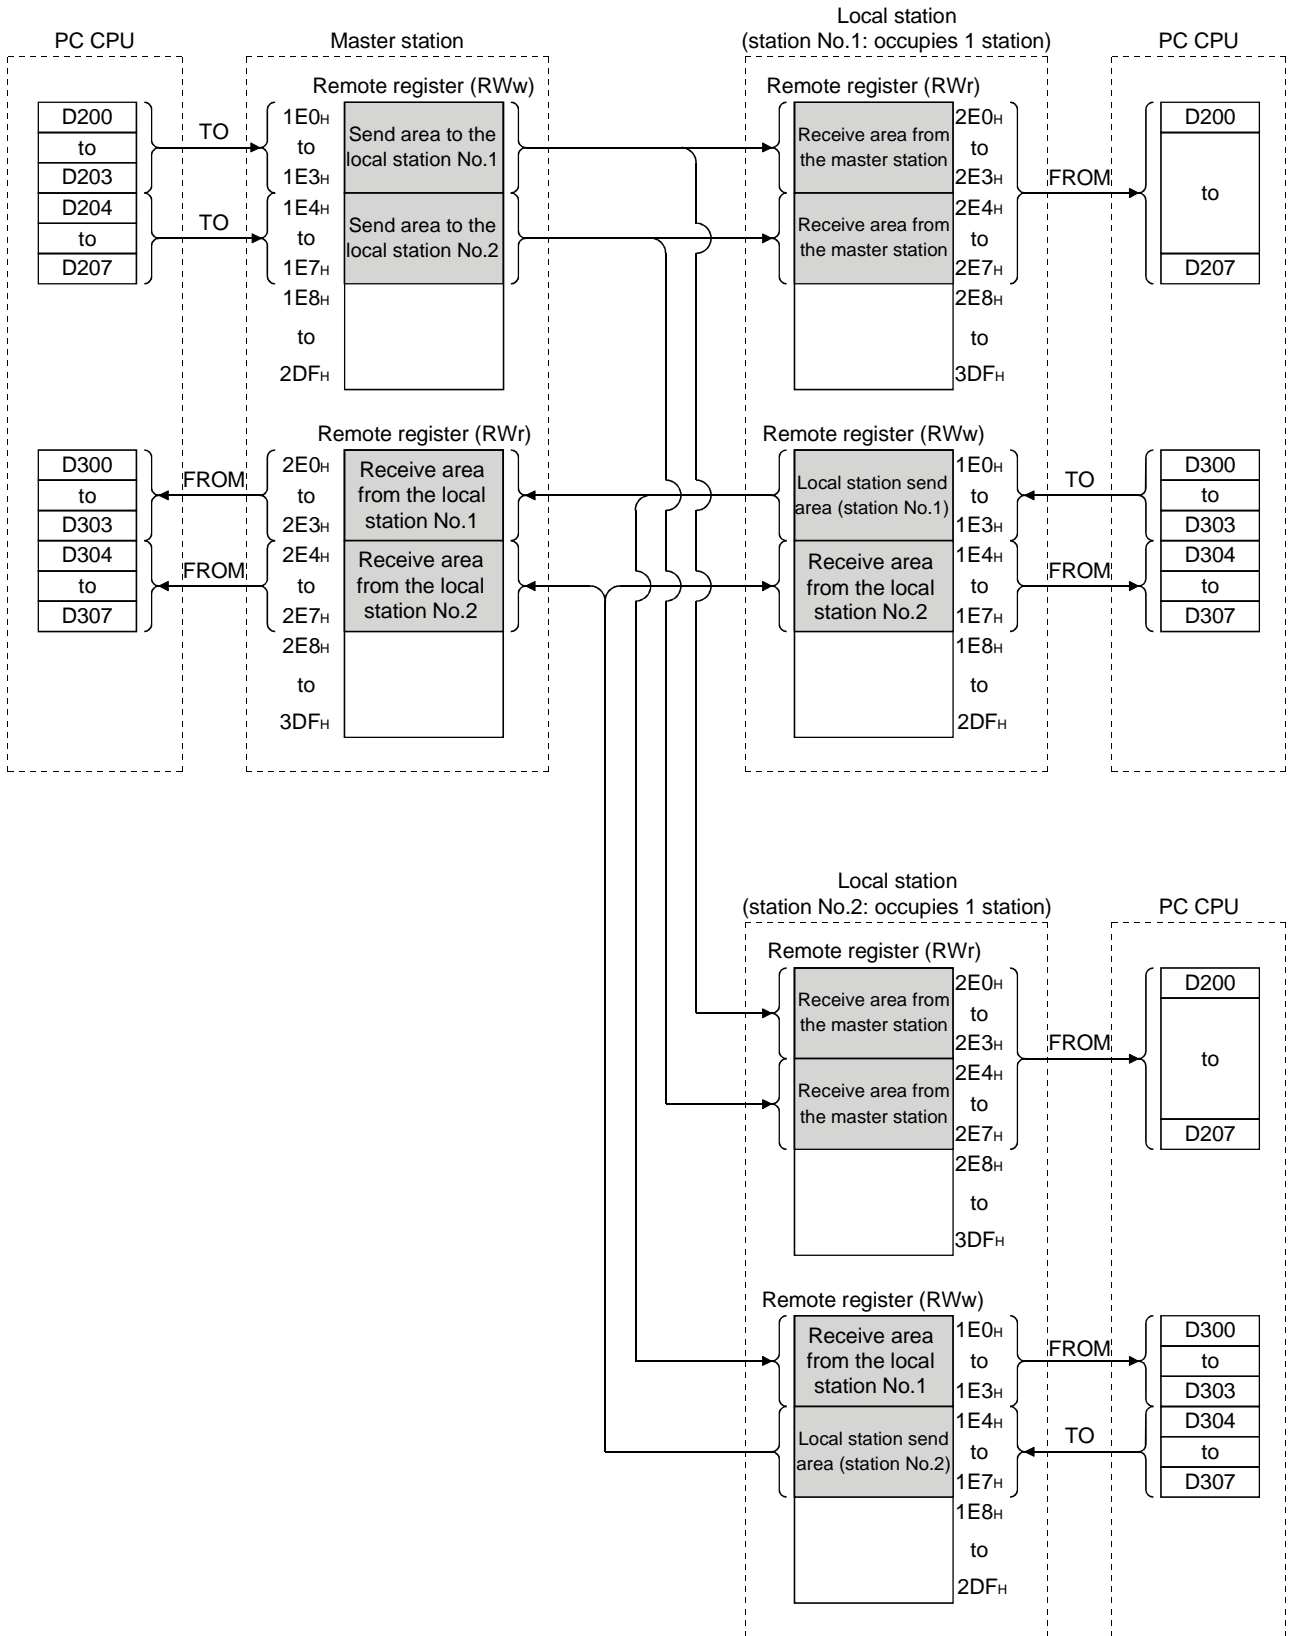 PC CPU
Master station
Local station
(station No.1: occupies 1 station)
PC CPU
Remote register (RWw)
D200
to
D203
D204
to
D207
TO
TO
1E0H
to
1E3H
1E4H
to
1E7H
1E8H
to
2DFH
Send area to the
local station No.1
Send area to the
local station No.2
Remote register (RWr)
Receive area from
the master station
Receive area from
the master station
2E0H
to
2E3H
2E4H
to
2E7H
2E8H
to
3DFH
FROM
D200
to
D207
Remote register (RWr)
D300
to
D303
D304
to
D307
FROM
FROM
2E0H
to
2E3H
2E4H
to
2E7H
2E8H
to
3DFH
Receive area
from the local
station No.1
Receive area
from the local
station No.2
Remote register (RWw)
Local station send
area (station No.1)
Receive area
from the local
station No.2
1E0H
to
1E3H
1E4H
to
1E7H
1E8H
to
2DFH
TO
FROM
D300
to
D303
D304
to
D307
Local station
(station No.2: occupies 1 station)
PC CPU
Remote register (RWr)
Receive area from
the master station
Receive area from
the master station
2E0H
to
2E3H
2E4H
to
2E7H
2E8H
to
3DFH
FROM
D200
to
D207
Remote register (RWw)
Receive area
from the local
station No.1
Local station send
area (station No.2)
1E0H
to
1E3H
1E4H
to
1E7H
1E8H
to
2DFH
FROM
TO
D300
to
D303
D304
to
D307